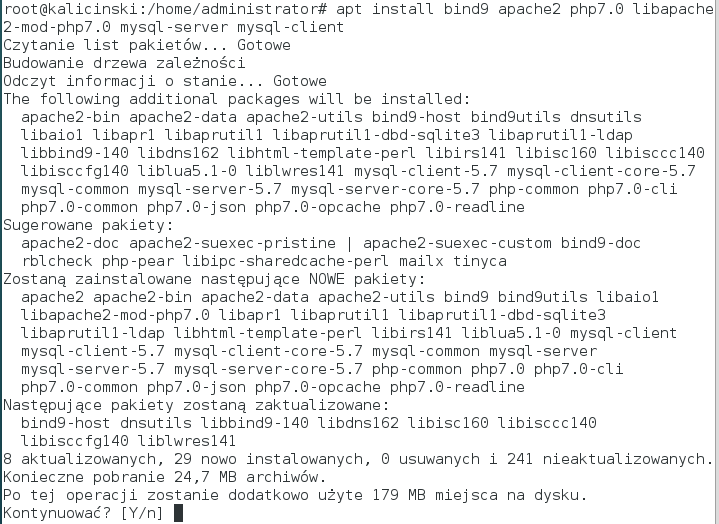 root@kalicinski:/home/administrator# apt install bind9 apache2 php7.0 libapache
2-mod-php7.0 mysql-server mysql-client
Czytanie list pakietów... Gotowe
Budowanie drzewa zależności
Odczyt informacji o stanie... Gotowe
The following additional packages will be installed:
apache2-bin apache2-data apache2-utils bind9-host bind9utils dnsutils
libaio1 libapr1 libaprutil1 libaprutil1-dbd-sqlite3 libaprutil1-ldap
libbind9-140 libdns162 libhtml-template-perl libirs141 libisc160 libisccc140
libisccfg140 liblua5.1-0 liblwres141 mysql-client-5.7 mysql-client-core-5.7
mysql-common mysql-server-5.7 mysql-server-core-5.7 php-common php7.0-cli
php7.0-common php7.0-json php7.0-opcache php7.0-readline
Sugerowane pakiety:
apache2-doc apache2-suexec-pristine | apache2-suexec-custom bind9-doc
rblcheck php-pear libipc-sharedcache-perl mailx tinyca
Zostaną zainstalowane następujące NOWE pakiety:
apache2 apache2-bin apache2-data apache2-utils bind9 bind9utils libaio1
libapache2-mod-php7.0 libapr1 libaprutil1 libaprutil1-dbd-sqlite3
libaprutil1-ldap libhtml-template-perl libirs141 liblua5.1-0 mysql-client
mysql-client-5.7 mysql-client-core-5.7 mysql-common mysql-server
mysql-server-5.7 mysql-server-core-5.7 php-common php7.0 php7.0-cli
php7.0-common php7.0-json php7.0-opcache php7.0-readline
Następujące pakiety zostaną zaktualizowane:
bind9-host dnsutils libbind9-140 libdns162 libisc160 libisccc140
libisccfg140 liblwres141
8 aktualizowanych, 29 nowo instalowanych, 0 usuwanych i 241 nieaktualizowanych.
Konieczne pobranie 24,7 MB archiwów.
Po tej operacji zostanie dodatkowo użyte 179 MB miejsca na dysku.
Kontynuować? [Y/n]